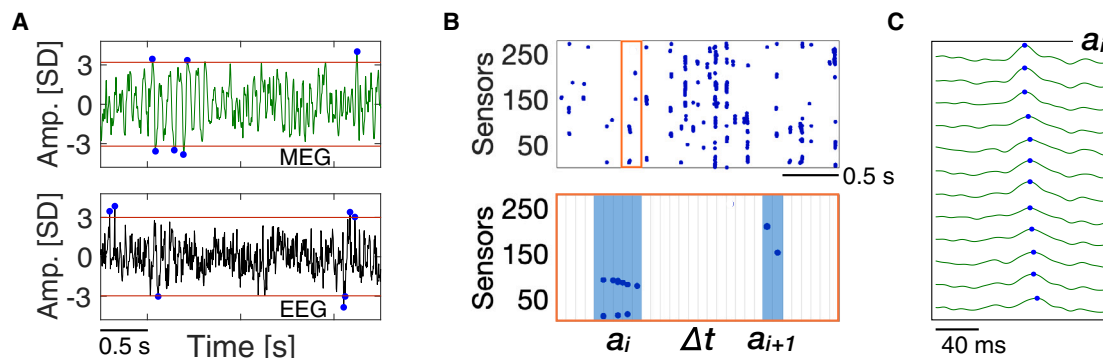 A
Amp. [SD]
3
0
-3
MEG
Amp. [SD]
3
0
-3
EEG
0.5 s
Time [s]
B
Sensors
250
150
50
0.5 s
Sensors
250
150
50
ai
Δt
ai+1
C
40 ms